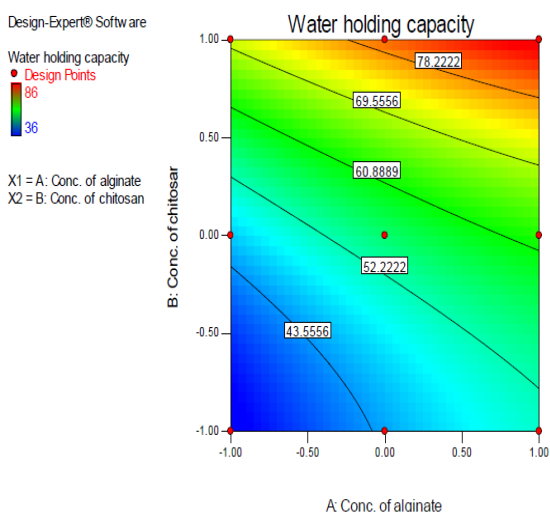 Design-Expert® Software
Water holding capacity
Design Points
86
36
X1 = A: Conc. of alginate
X2 = B: Conc. of chitosan
Water holding capacity
1.00
0.50
0.00
-0.50
-1.00
B: Conc. of chitosar
78.2222
69.5556
60.8889
52.2222
43.5556
-1.00 -0.50 0.00 0.50 1.00
A: Conc. of alginate